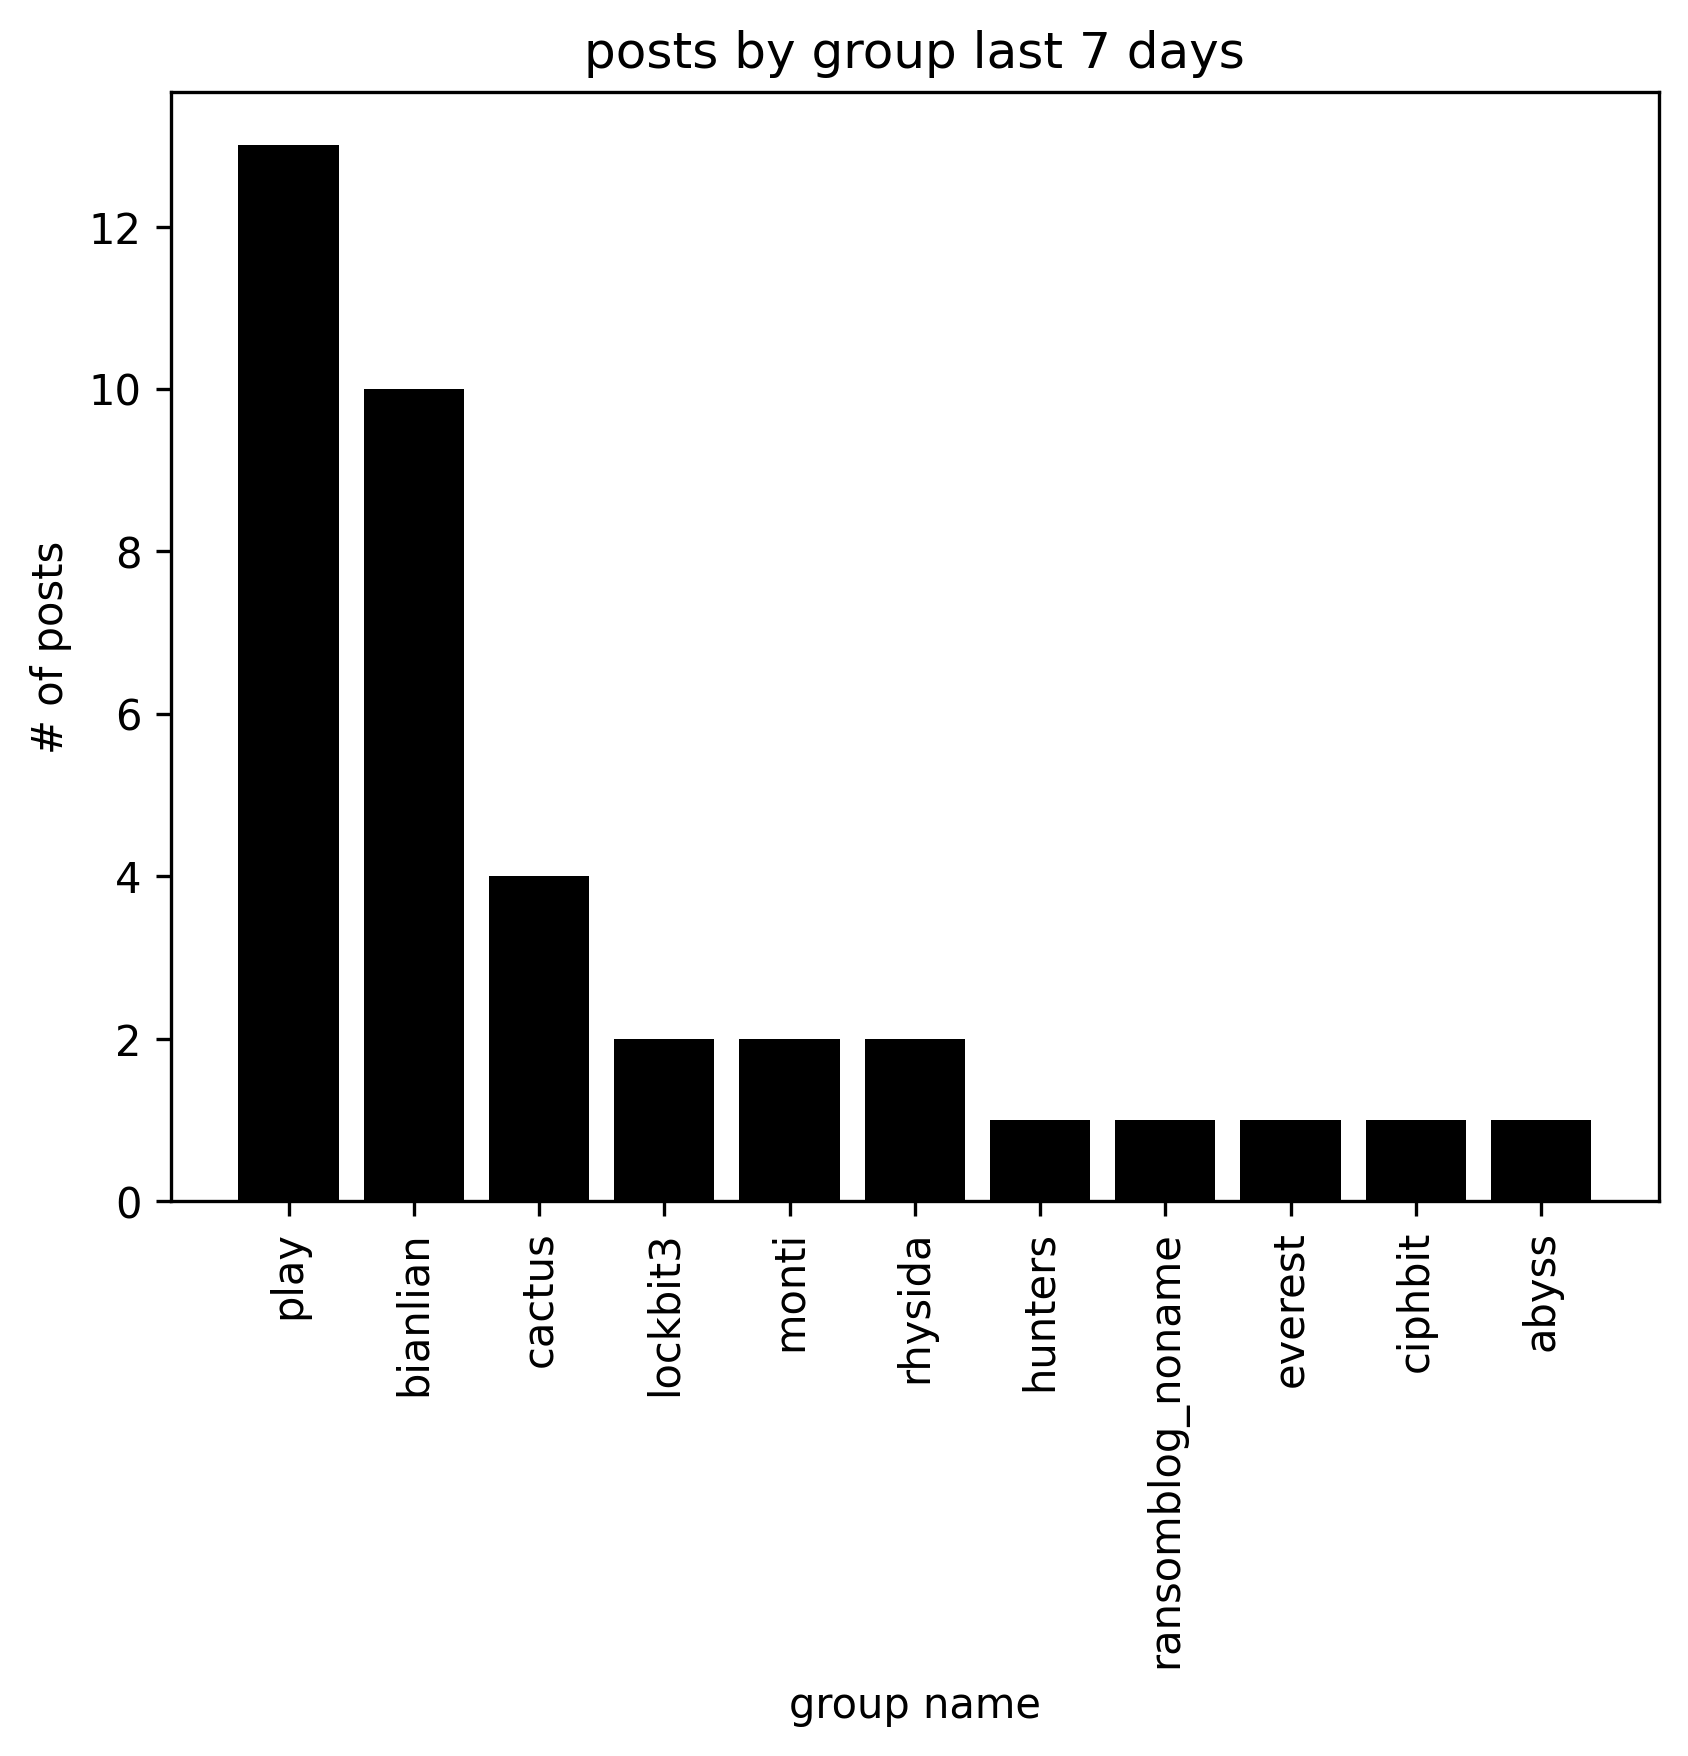 posts by group last 7 days
# of posts
12
10
8
6
4
2
0
play
bianlian
cactus
lockbit3
monti
rhysida
hunters
ransomblog_noname
everest
ciphbit
abyss
group name